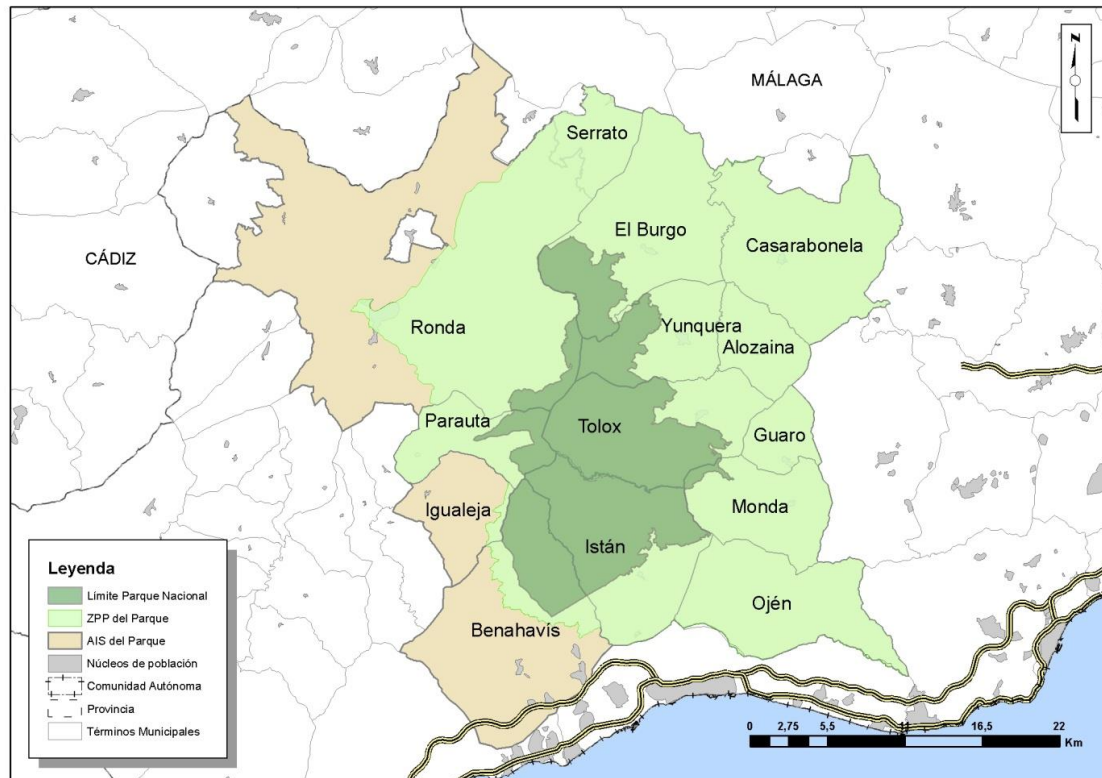 z
MÁLAGA
Serrato
El Burgo
Casarabonela
CÁDIZ
Ronda
Yunquera
Alozaina
Parauta
Tolox
Guaro
Igualeja
Monda
Istán
Ojén
Benahavís
Leyenda
Límite Parque Nacional
ZPP del Parque
AIS del Parque
Núcleos de población
Comunidad Autónoma
Provincia
Términos Municipales
0 2,75 5,5 11 16,5 22
Km